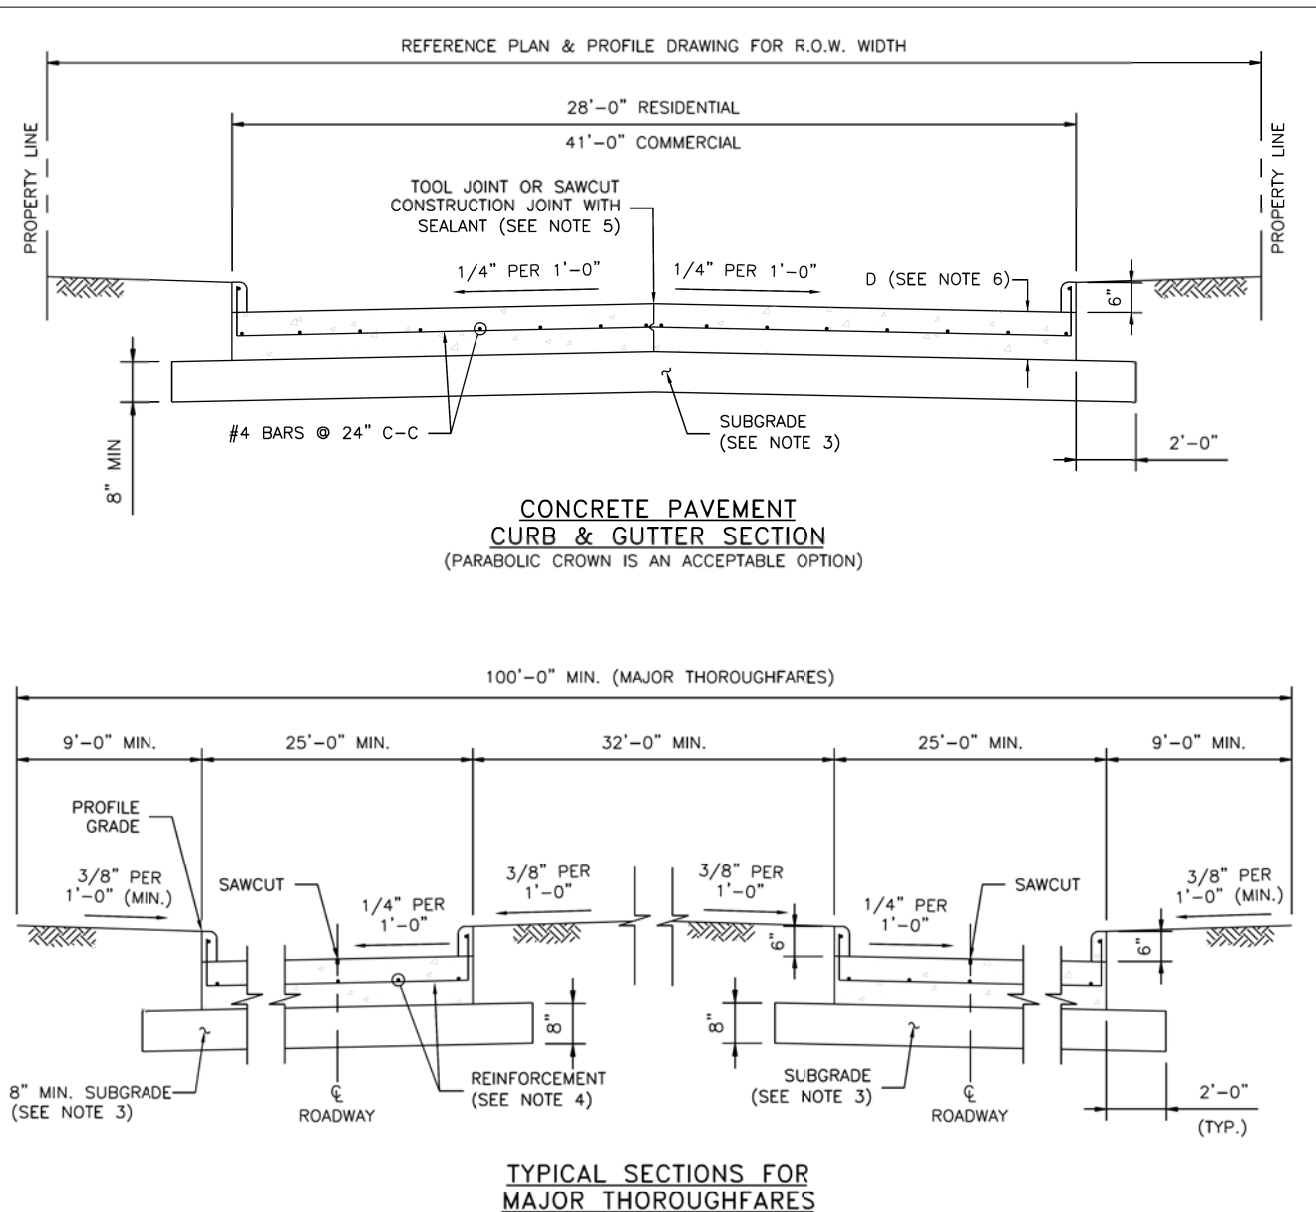 REFERENCE PLAN & PROFILE DRAWING FOR R.O.W. WIDTH
28'-0" RESIDENTIAL
41'-0" COMMERCIAL
PROPERTY LINE
PROPERTY LINE
TOOL JOINT OR SAWCUT
CONSTRUCTION JOINT WITH
SEALANT (SEE NOTE 5)
1/4" PER 1'-0"
1/4" PER 1'-0"
D (SEE NOTE 6)
6"
#4 BARS @ 24" C-C
SUBGRADE
(SEE NOTE 3)
8" MIN
2'-0"
CONCRETE PAVEMENT
CURB & GUTTER SECTION
(PARABOLIC CROWN IS AN ACCEPTABLE OPTION)
100'-0" MIN. (MAJOR THOROUGHFARES)
9'-0" MIN.
25'-0" MIN.
32'-0" MIN.
25'-0" MIN.
9'-0" MIN.
PROFILE
GRADE
3/8" PER
1'-0" (MIN.)
SAWCUT
1/4" PER
1'-0"
3/8" PER
1'-0"
3/8" PER
1'-0"
6"
1/4" PER
1'-0"
SAWCUT
3/8" PER
1'-0" (MIN.)
6"
8"
8"
8" MIN. SUBGRADE
(SEE NOTE 3)
℄
ROADWAY
REINFORCEMENT
(SEE NOTE 4)
SUBGRADE
(SEE NOTE 3)
℄
ROADWAY
2'-0"
(TYP.)
TYPICAL SECTIONS FOR
MAJOR THOROUGHFARES